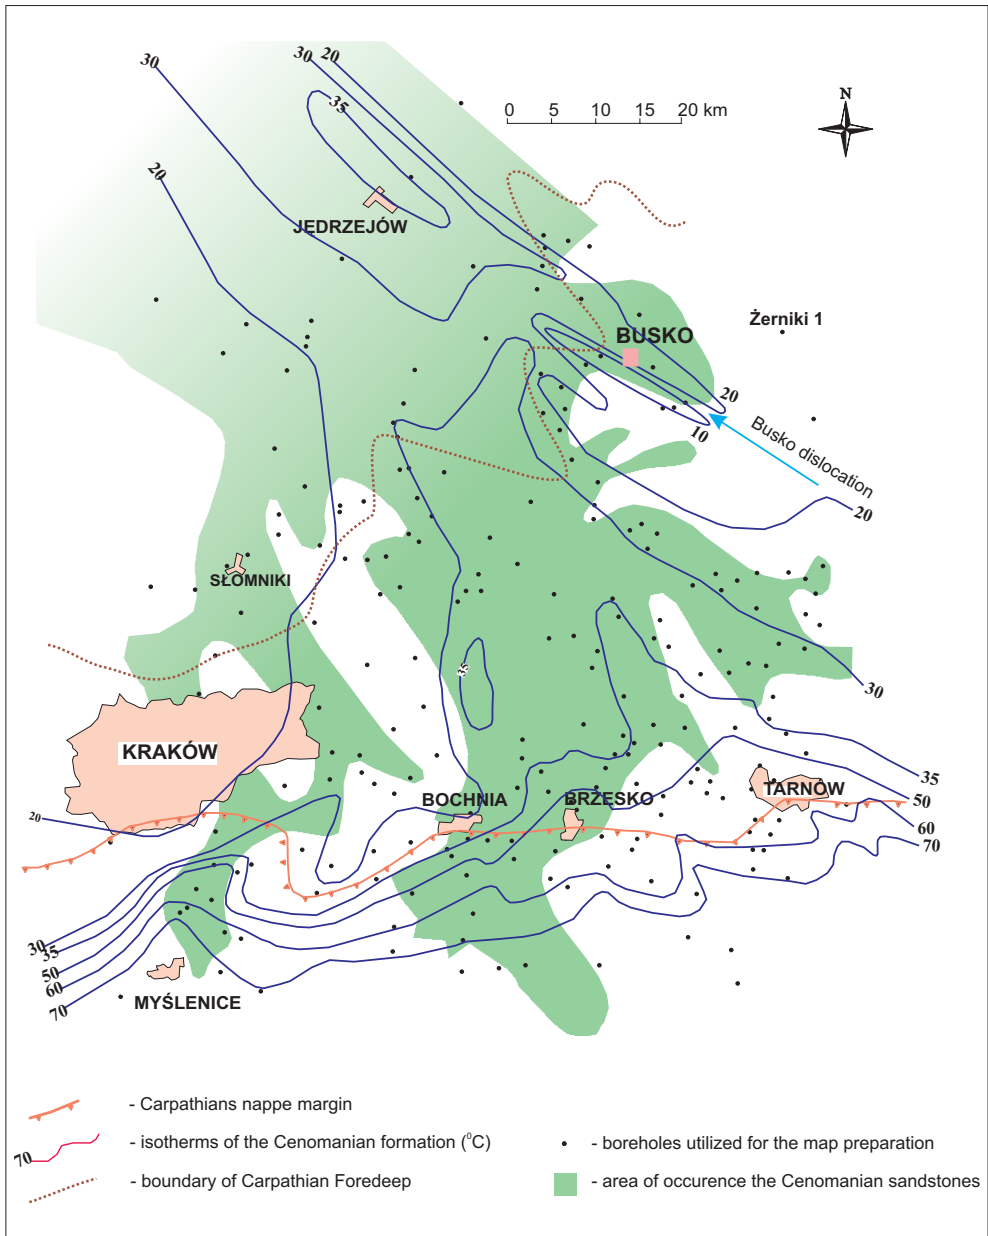 30
30
20
35
0 5 10 15 20 km
N
20
JĘDRZEJÓW
Żerniki 1
BUSKO
20
10
Busko dislocation
20
SŁOMNIKI
35
30
KRAKÓW
35
TARNÓW
BOCHNIA
BRZESKO
50
20
60
70
30
35
50
60
70
MYŚLENICE
- Carpathians nappe margin
70
- isotherms of the Cenomanian formation (°C)
- boreholes utilized for the map preparation
- boundary of Carpathian Foredeep
- area of occurence the Cenomanian sandstones